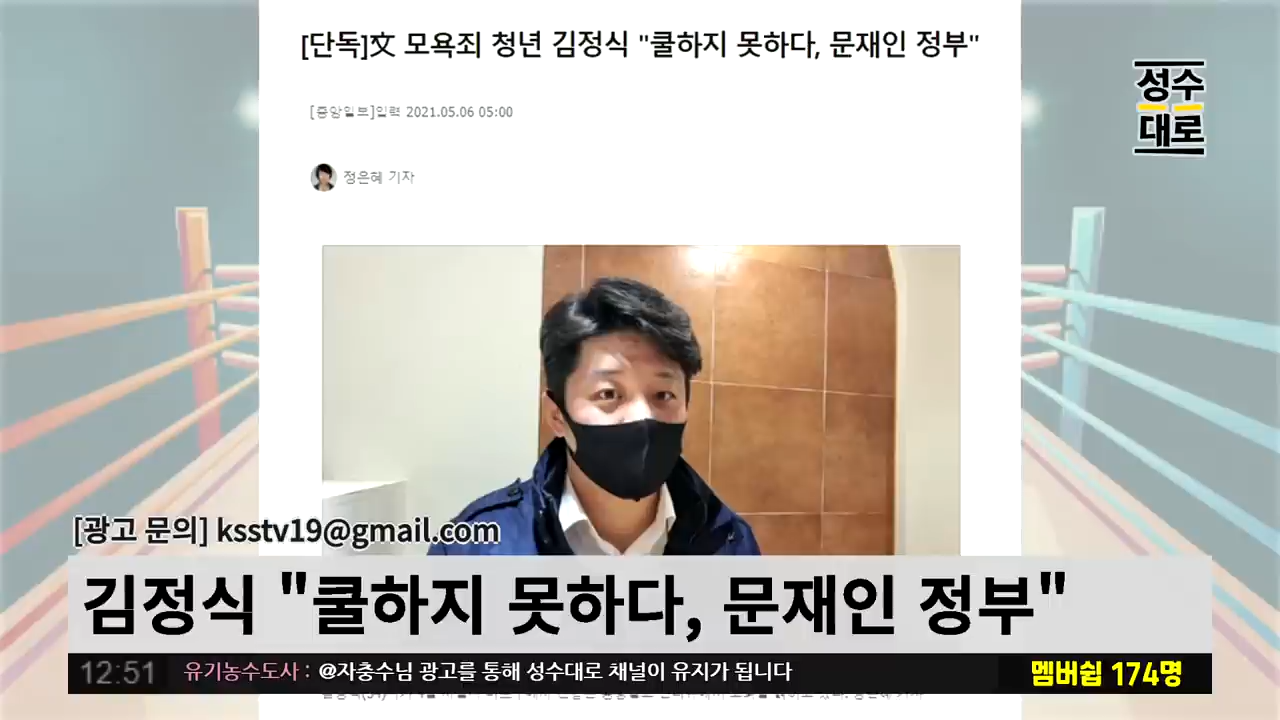 [단독]文 모욕죄 청년 김정식 "쿨하지 못하다, 문재인 정부"
성수
대로
[중앙일보]입력 2021.05.06 05:00
정은혜 기자
[광고 문의] ksstv19@gmail.com
김정식 "쿨하지 못하다, 문재인 정부"
12:51 유기농수도사 : @자충수님 광고를 통해 성수대로 채널이 유지가 됩니다 멤버쉽 174명